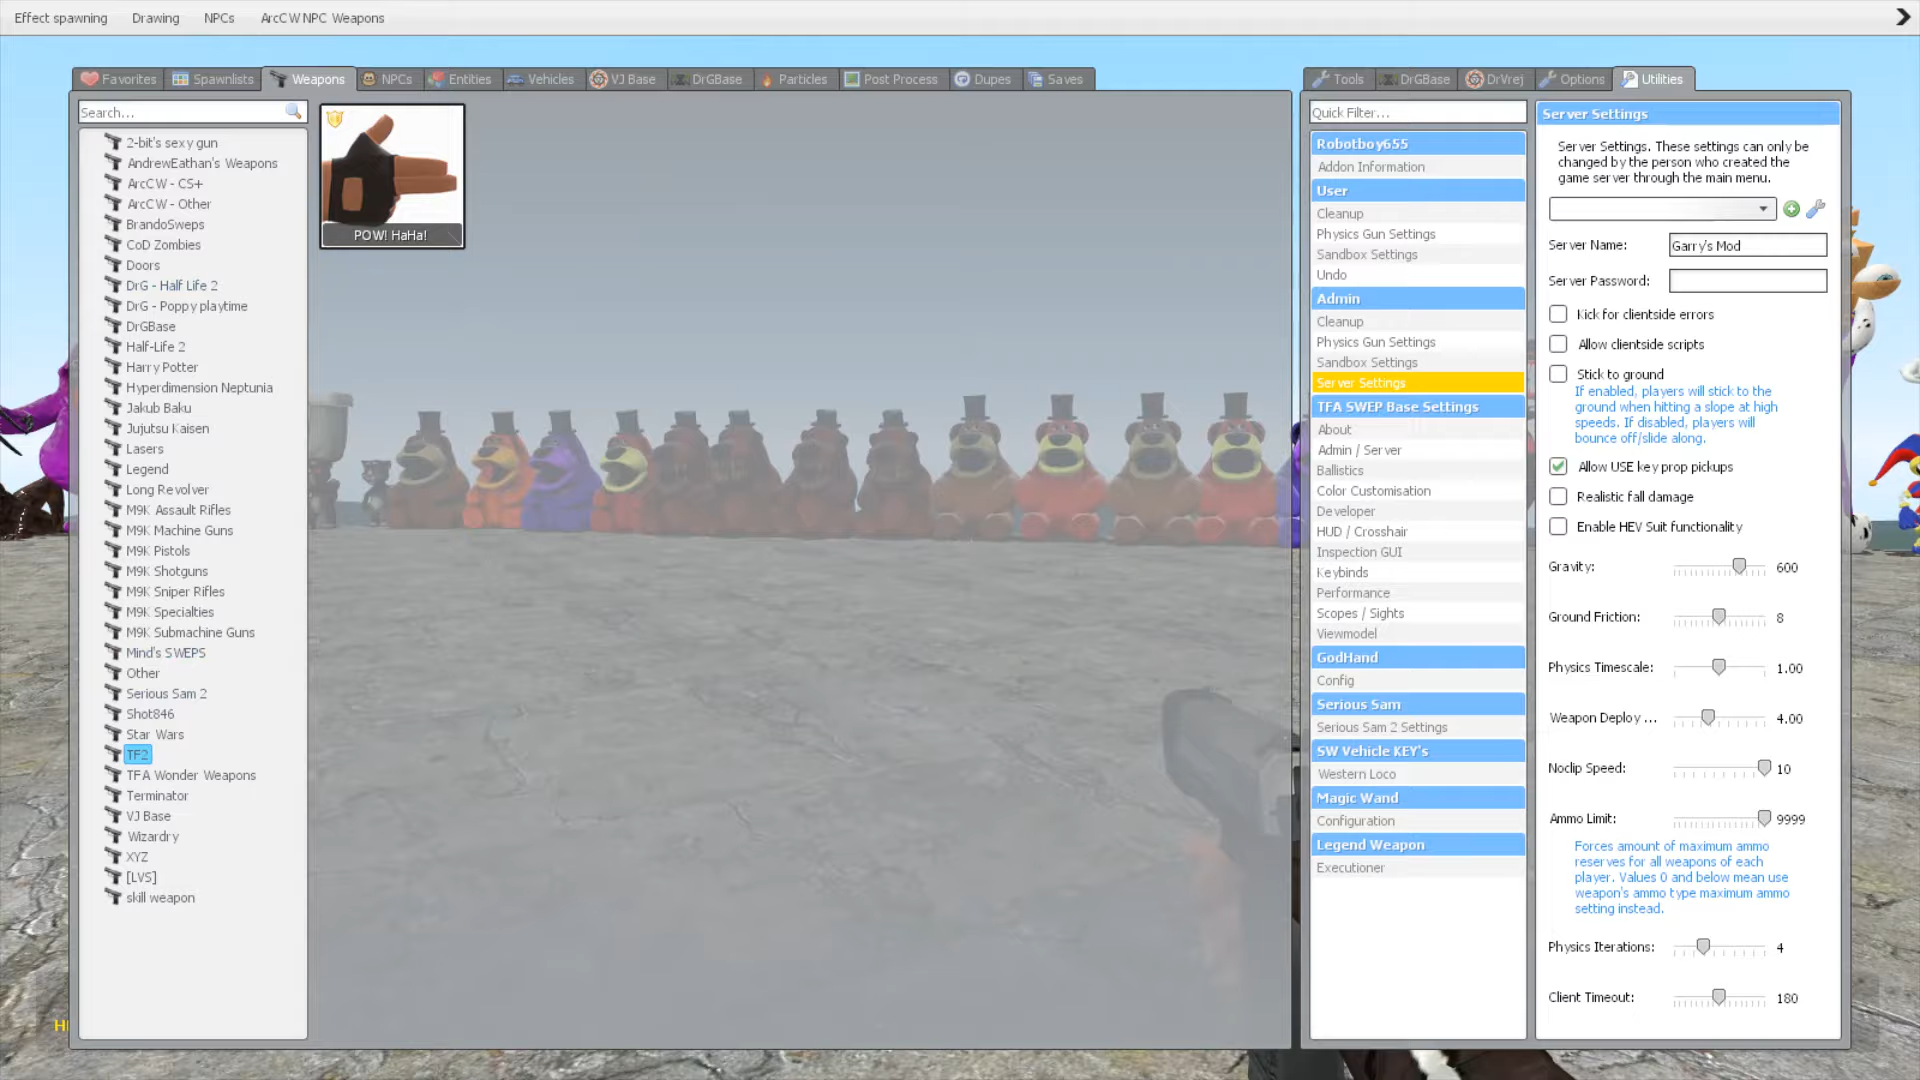 Effect spawning
Drawing
NPCs
ArcCW NPC Weapons
Favorites
Spawnlists
Weapons
NPCs
Entities
Vehicles
VJ Base
DrGBase
Particles
Post Process
Dupes
Saves
Tools
DrGBase
DrVrej
Options
Utilities
Search...
2-bit's sexy gun
AndrewEathan's Weapons
ArcCW - CS+
ArcCW - Other
BrandoSweps
CoD Zombies
Doors
DrG - Half Life 2
DrG - Poppy playtime
DrGBase
Half-Life 2
Harry Potter
Hyperdimension Neptunia
Jakub Baku
Jujutsu Kaisen
Lasers
Legend
Long Revolver
M9K Assault Rifles
M9K Machine Guns
M9K Pistols
M9K Shotguns
M9K Sniper Rifles
M9K Specialties
M9K Submachine Guns
Mind's SWEPS
Other
Serious Sam 2
Shot846
Star Wars
TF2
TFA Wonder Weapons
Terminator
VJ Base
Wizardry
XYZ
[LVS]
skill weapon
POW! HaHa!
Quick Filter...
Robotboy655
Addon Information
User
Cleanup
Physics Gun Settings
Sandbox Settings
Undo
Admin
Cleanup
Physics Gun Settings
Sandbox Settings
Server Settings
TFA SWEP Base Settings
About
Admin / Server
Ballistics
Color Customisation
Developer
HUD / Crosshair
Inspection GUI
Keybinds
Performance
Scopes / Sights
Viewmodel
GodHand
Config
Serious Sam
Serious Sam 2 Settings
SW Vehicle KEY's
Western Loco
Magic Wand
Configuration
Legend Weapon
Executioner
Server Settings
Server Settings. These settings can only be
changed by the person who created the
game server through the main menu.
Server Name: Garry's Mod
Server Password:
Kick for clientside errors
Allow clientside scripts
Stick to ground
If enabled, players will stick to the
ground when hitting a slope at high
speeds. If disabled, players will
bounce off/slide along.
Allow USE key prop pickups
Realistic fall damage
Enable HEV Suit functionality
Gravity: 600
Ground Friction: 8
Physics Timescale: 1.00
Weapon Deploy ... 4.00
Noclip Speed: 10
Ammo Limit: 9999
Forces amount of maximum ammo
reserves for all weapons of each
player. Values 0 and below mean use
weapon's ammo type maximum ammo
setting instead.
Physics Iterations: 4
Client Timeout: 180